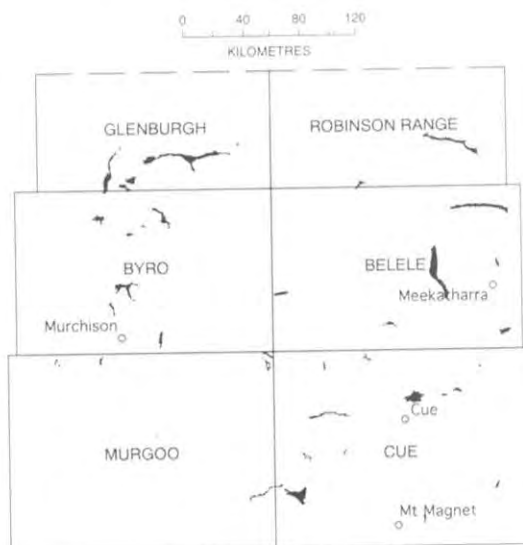 0 40 80 120
KILOMETRES
GLENBURGH
ROBINSON RANGE
BYRO
BELELE
Meekatharra
Murchison
Cue
MURGOO
CUE
Mt Magnet